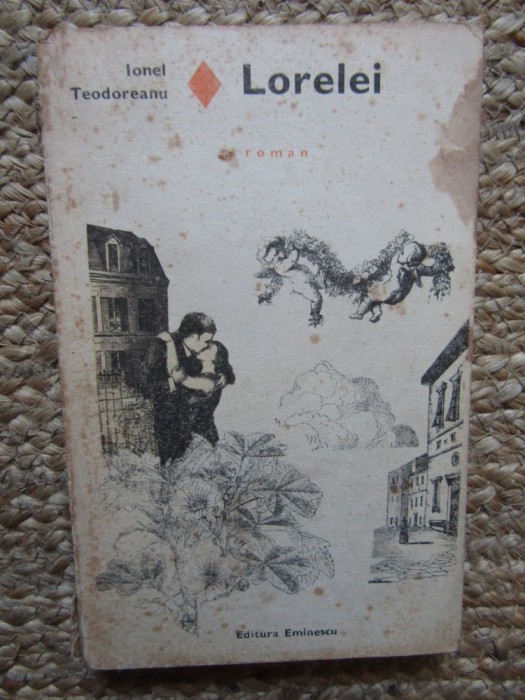 Ionel
Teodoreanu
Lorelei
roman
Editura Eminescu